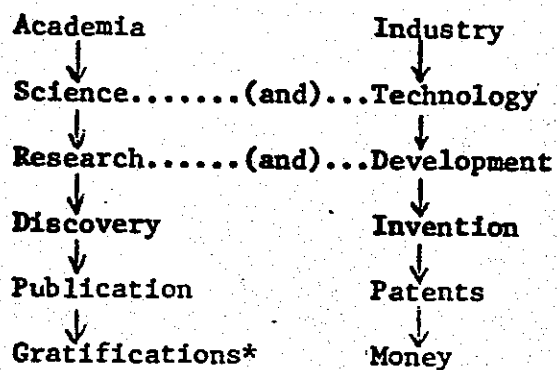 Academia Industry
Science.......(and)...Technology
Research......(and)...Development
Discovery Invention
Publication Patents
Gratifications* Money